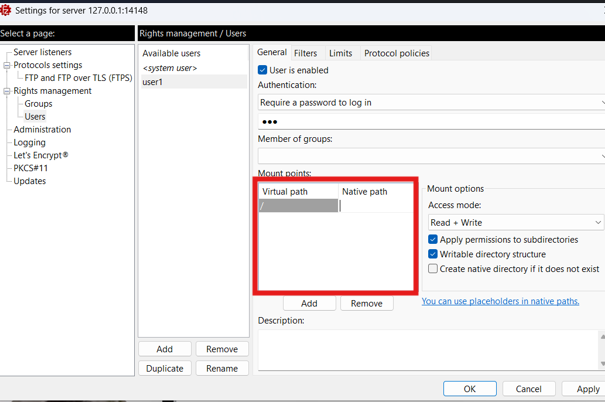 Settings for server 127.0.0.1:14148
Select a page:
Server listeners
Protocols settings
FTP and FTP over TLS (FTPS)
Rights management
Groups
Users
Administration
Logging
Let's Encrypt®
PKCS#11
Updates
Rights management / Users
Available users
<system user>
user1
Add Remove
Duplicate Rename
General Filters Limits Protocol policies
User is enabled
Authentication:
Require a password to log in
●●●
Member of groups:
Mount points:
Virtual path Native path
/
Add Remove
Mount options
Access mode:
Read + Write
Apply permissions to subdirectories
Writable directory structure
Create native directory if it does not exist
You can use placeholders in native paths.
Description:
OK Cancel Apply